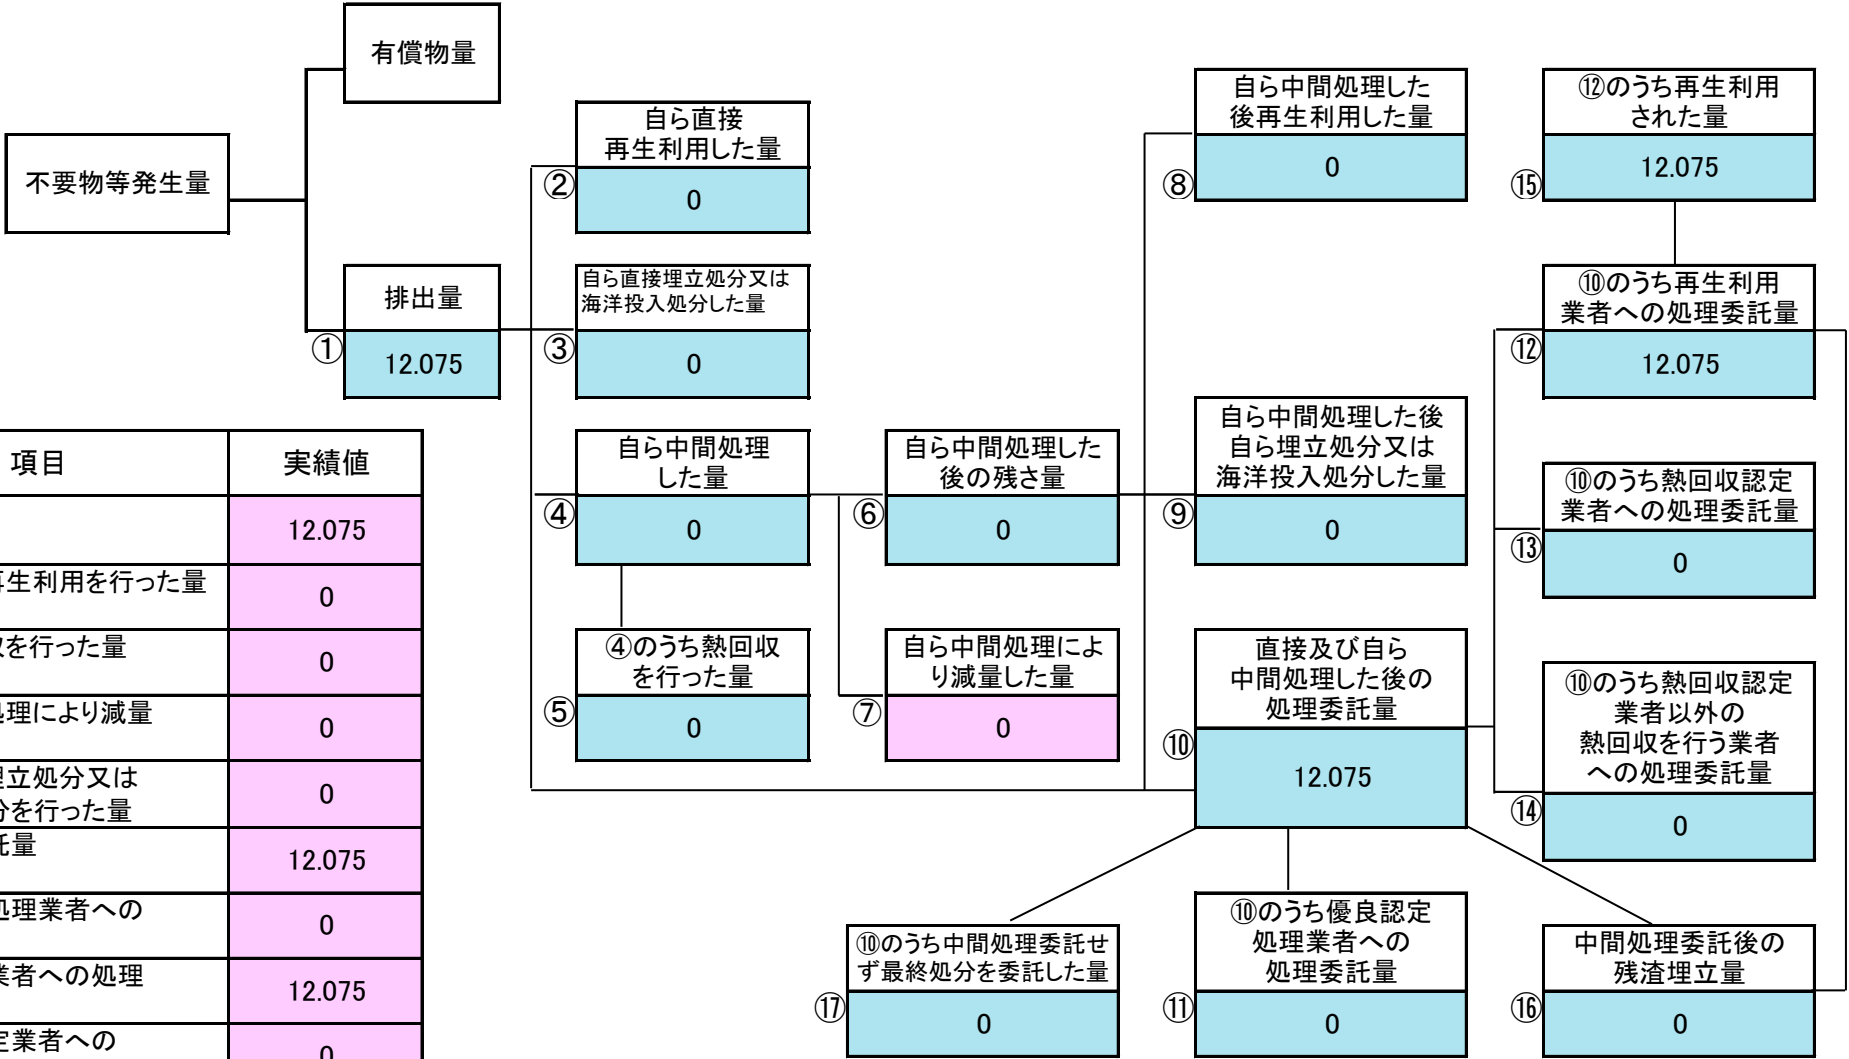 有償物量
不要物等発生量
排出量
①
12.075
自ら直接
再生利用した量
②
0
自ら直接埋立処分又は
海洋投入処分した量
③
0
自ら中間処理
した量
④
0
④のうち熱回収
を行った量
⑤
0
自ら中間処理した
後の残さ量
⑥
0
自ら中間処理によ
り減量した量
⑦
0
自ら中間処理した
後再生利用した量
⑧
0
自ら中間処理した後
自ら埋立処分又は
海洋投入処分した量
⑨
0
直接及び自ら
中間処理した後の
処理委託量
⑩
12.075
⑫のうち再生利用
された量
⑮
12.075
⑩のうち再生利用
業者への処理委託量
⑫
12.075
⑩のうち熱回収認定
業者への処理委託量
⑬
0
⑩のうち熱回収認定
業者以外の
熱回収を行う業者
への処理委託量
⑭
0
⑩のうち中間処理委託せ
ず最終処分を委託した量
⑰
0
⑩のうち優良認定
処理業者への
処理委託量
⑪
0
中間処理委託後の
残渣埋立量
⑯
0
項目 実績値
12.075
生利用を行った量
0
を行った量
0
理により減量
0
立処分又は
を行った量
0
託量
12.075
処理業者への
0
業者への処理
12.075
定業者への
0